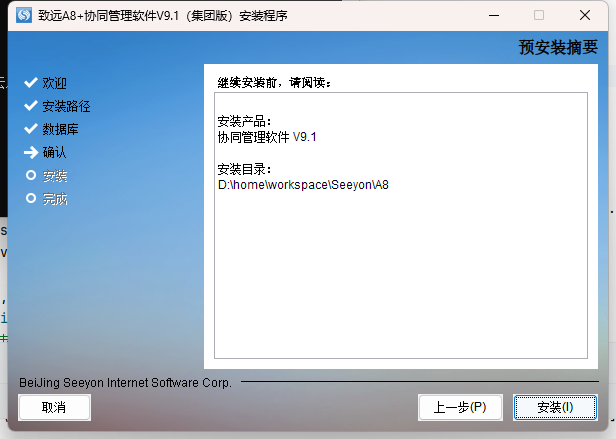 致远A8+协同管理软件V9.1（集团版）安装程序
预安装摘要
欢迎
安装路径
数据库
确认
安装
完成
继续安装前，请阅读：
安装产品：
协同管理软件 V9.1
安装目录：
D:\home\workspace\Seeyon\A8
BeiJing Seeyon Internet Software Corp.
取消
上一步(P)
安装(I)